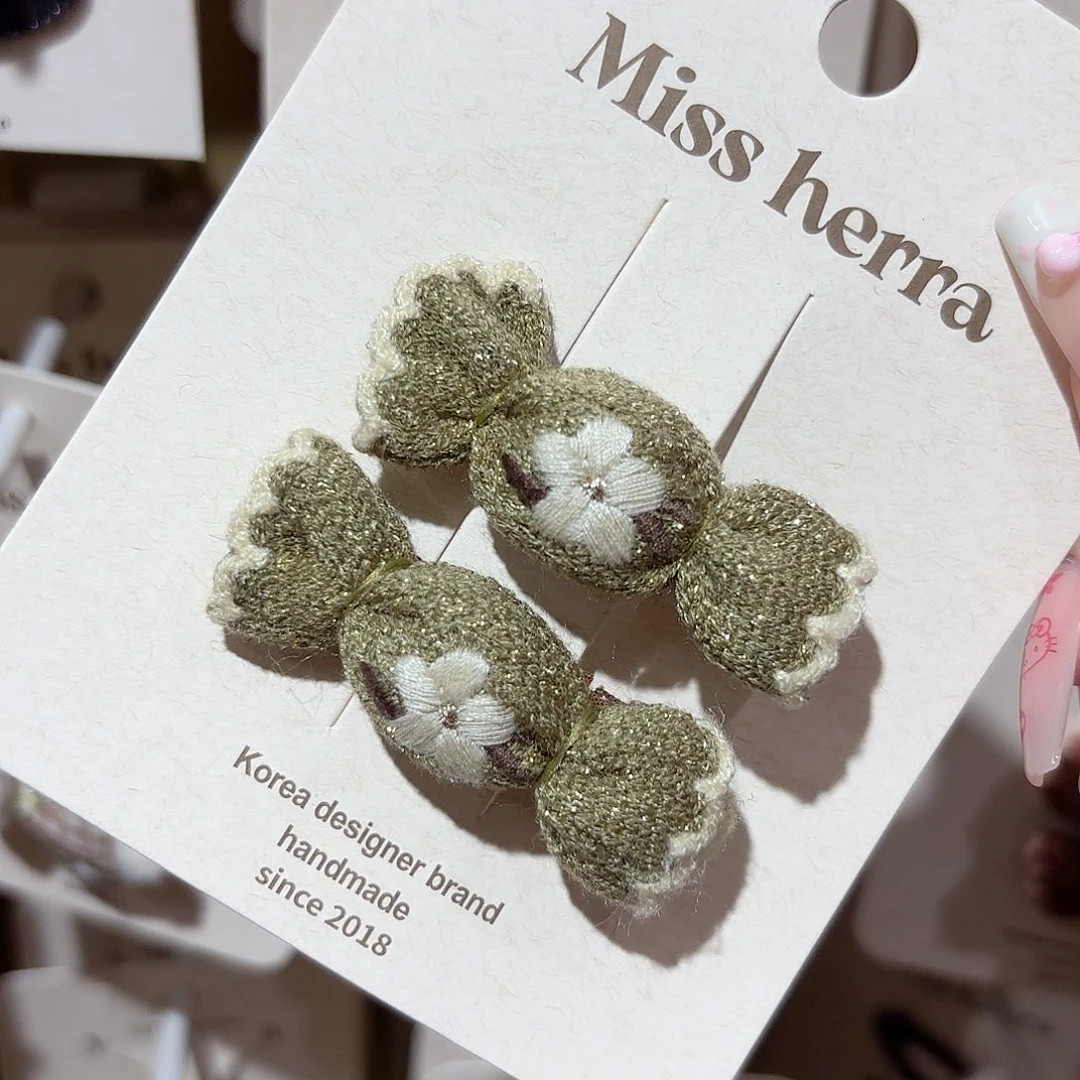 Miss herra
Korea designer brand
handmade
since 2018